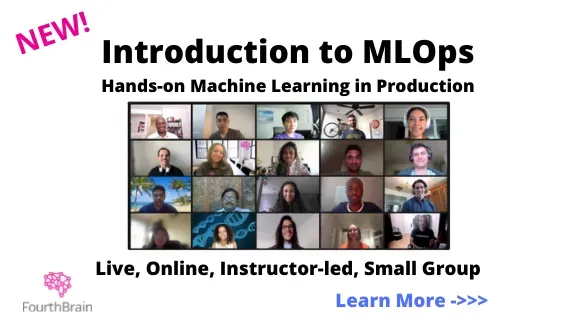 NEW!
Introduction to MLOps
Hands-on Machine Learning in Production
Live, Online, Instructor-led, Small Group
FourthBrain
Learn More ->>>